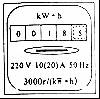 kW·h
0 0 1 8 5
220 V 10(20) A 50 Hz
3000r/(kw·h)